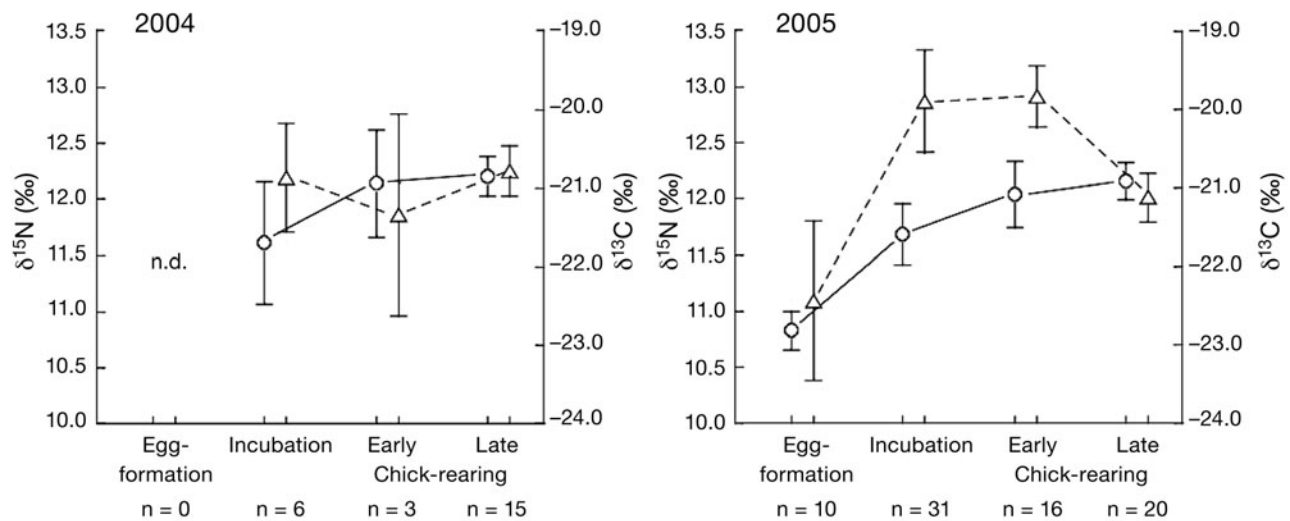 2004
13.5
13.0
12.5
12.0
11.5
11.0
10.5
10.0
δ15N (‰)
n.d.
−19.0
−20.0
−21.0
−22.0
−23.0
−24.0
δ13C (‰)
Egg-
formation
Incubation
Early
Late
Chick-rearing
n = 0
n = 6
n = 3
n = 15
2005
13.5
13.0
12.5
12.0
11.5
11.0
10.5
10.0
δ15N (‰)
−19.0
−20.0
−21.0
−22.0
−23.0
−24.0
δ13C (‰)
Egg-
formation
Incubation
Early
Late
Chick-rearing
n = 10
n = 31
n = 16
n = 20